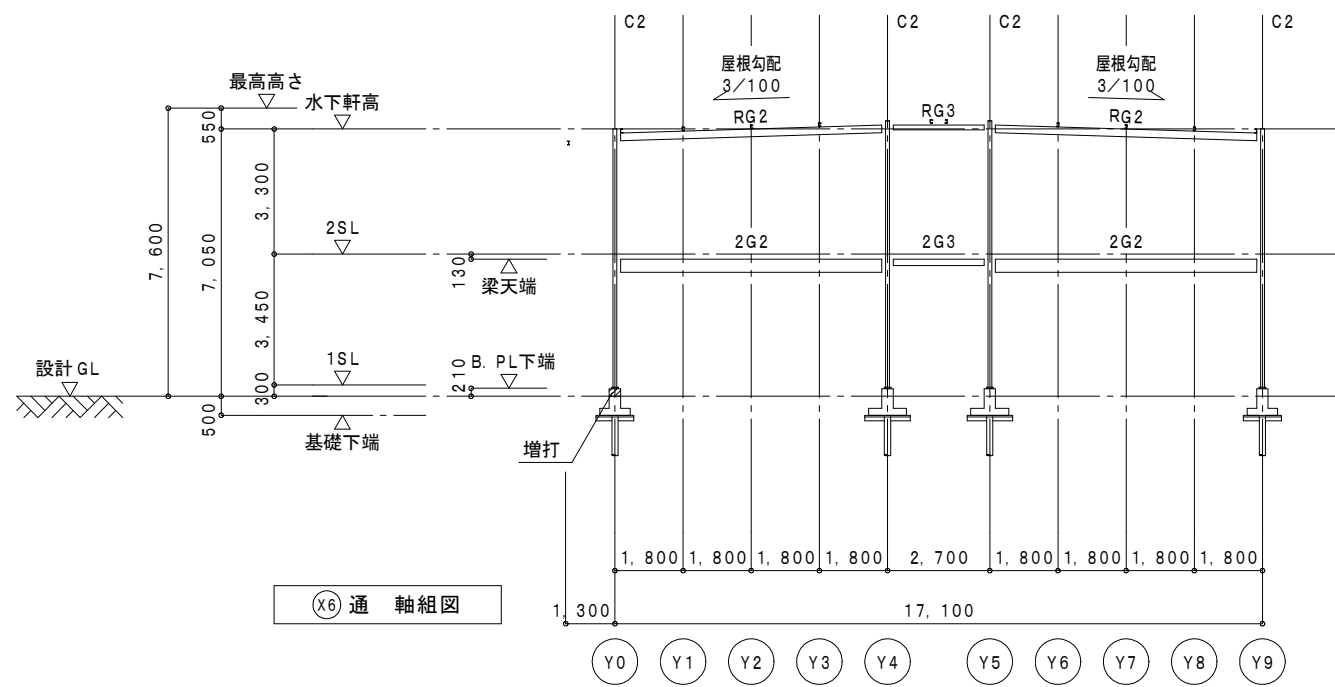 C2
C2
C2
C2
屋根勾配
3/100
屋根勾配
3/100
最高高さ
水下軒高
RG2
RG3
RG2
550
3,300
7,600
7,050
2SL
2G2
2G3
2G2
130
梁天端
3,450
設計GL
1SL
210
B.PL下端
300
500
基礎下端
増打
1,800
1,800
1,800
1,800
2,700
1,800
1,800
1,800
1,800
X6 通 軸組図
1,300
17,100
Y0
Y1
Y2
Y3
Y4
Y5
Y6
Y7
Y8
Y9